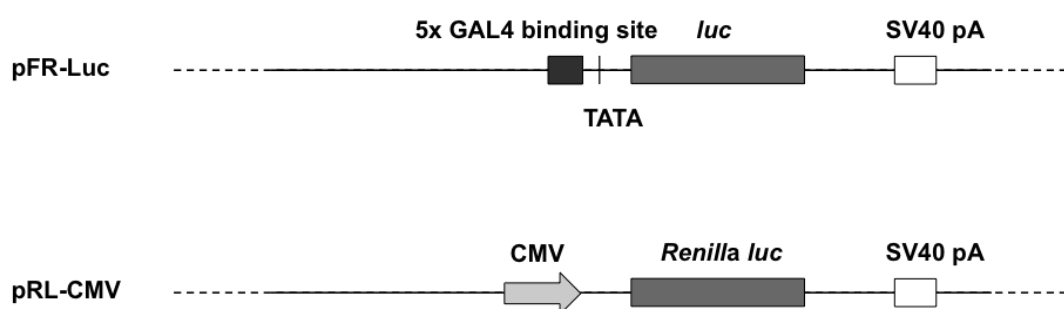 5x GAL4 binding site luc SV40 pA
pFR-Luc
TATA
CMV Renilla luc SV40 pA
pRL-CMV